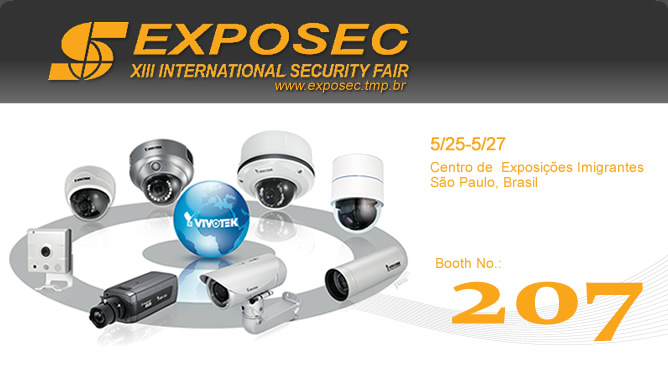 EXPOSEC
XIII INTERNATIONAL SECURITY FAIR
www.exposec.tmp.br
5/25-5/27
Centro de Exposições Imigrantes
São Paulo, Brasil
VIVOTEK
Booth No.:
207